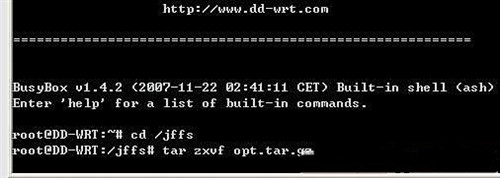 http://www.dd-wrt.com
============================================================
BusyBox v1.4.2 (2007-11-22 02:41:11 CET) Built-in shell (ash)
Enter 'help' for a list of built-in commands.
root@DD-WRT:~# cd /jffs
root@DD-WRT:/jffs# tar zxvf opt.tar.gz